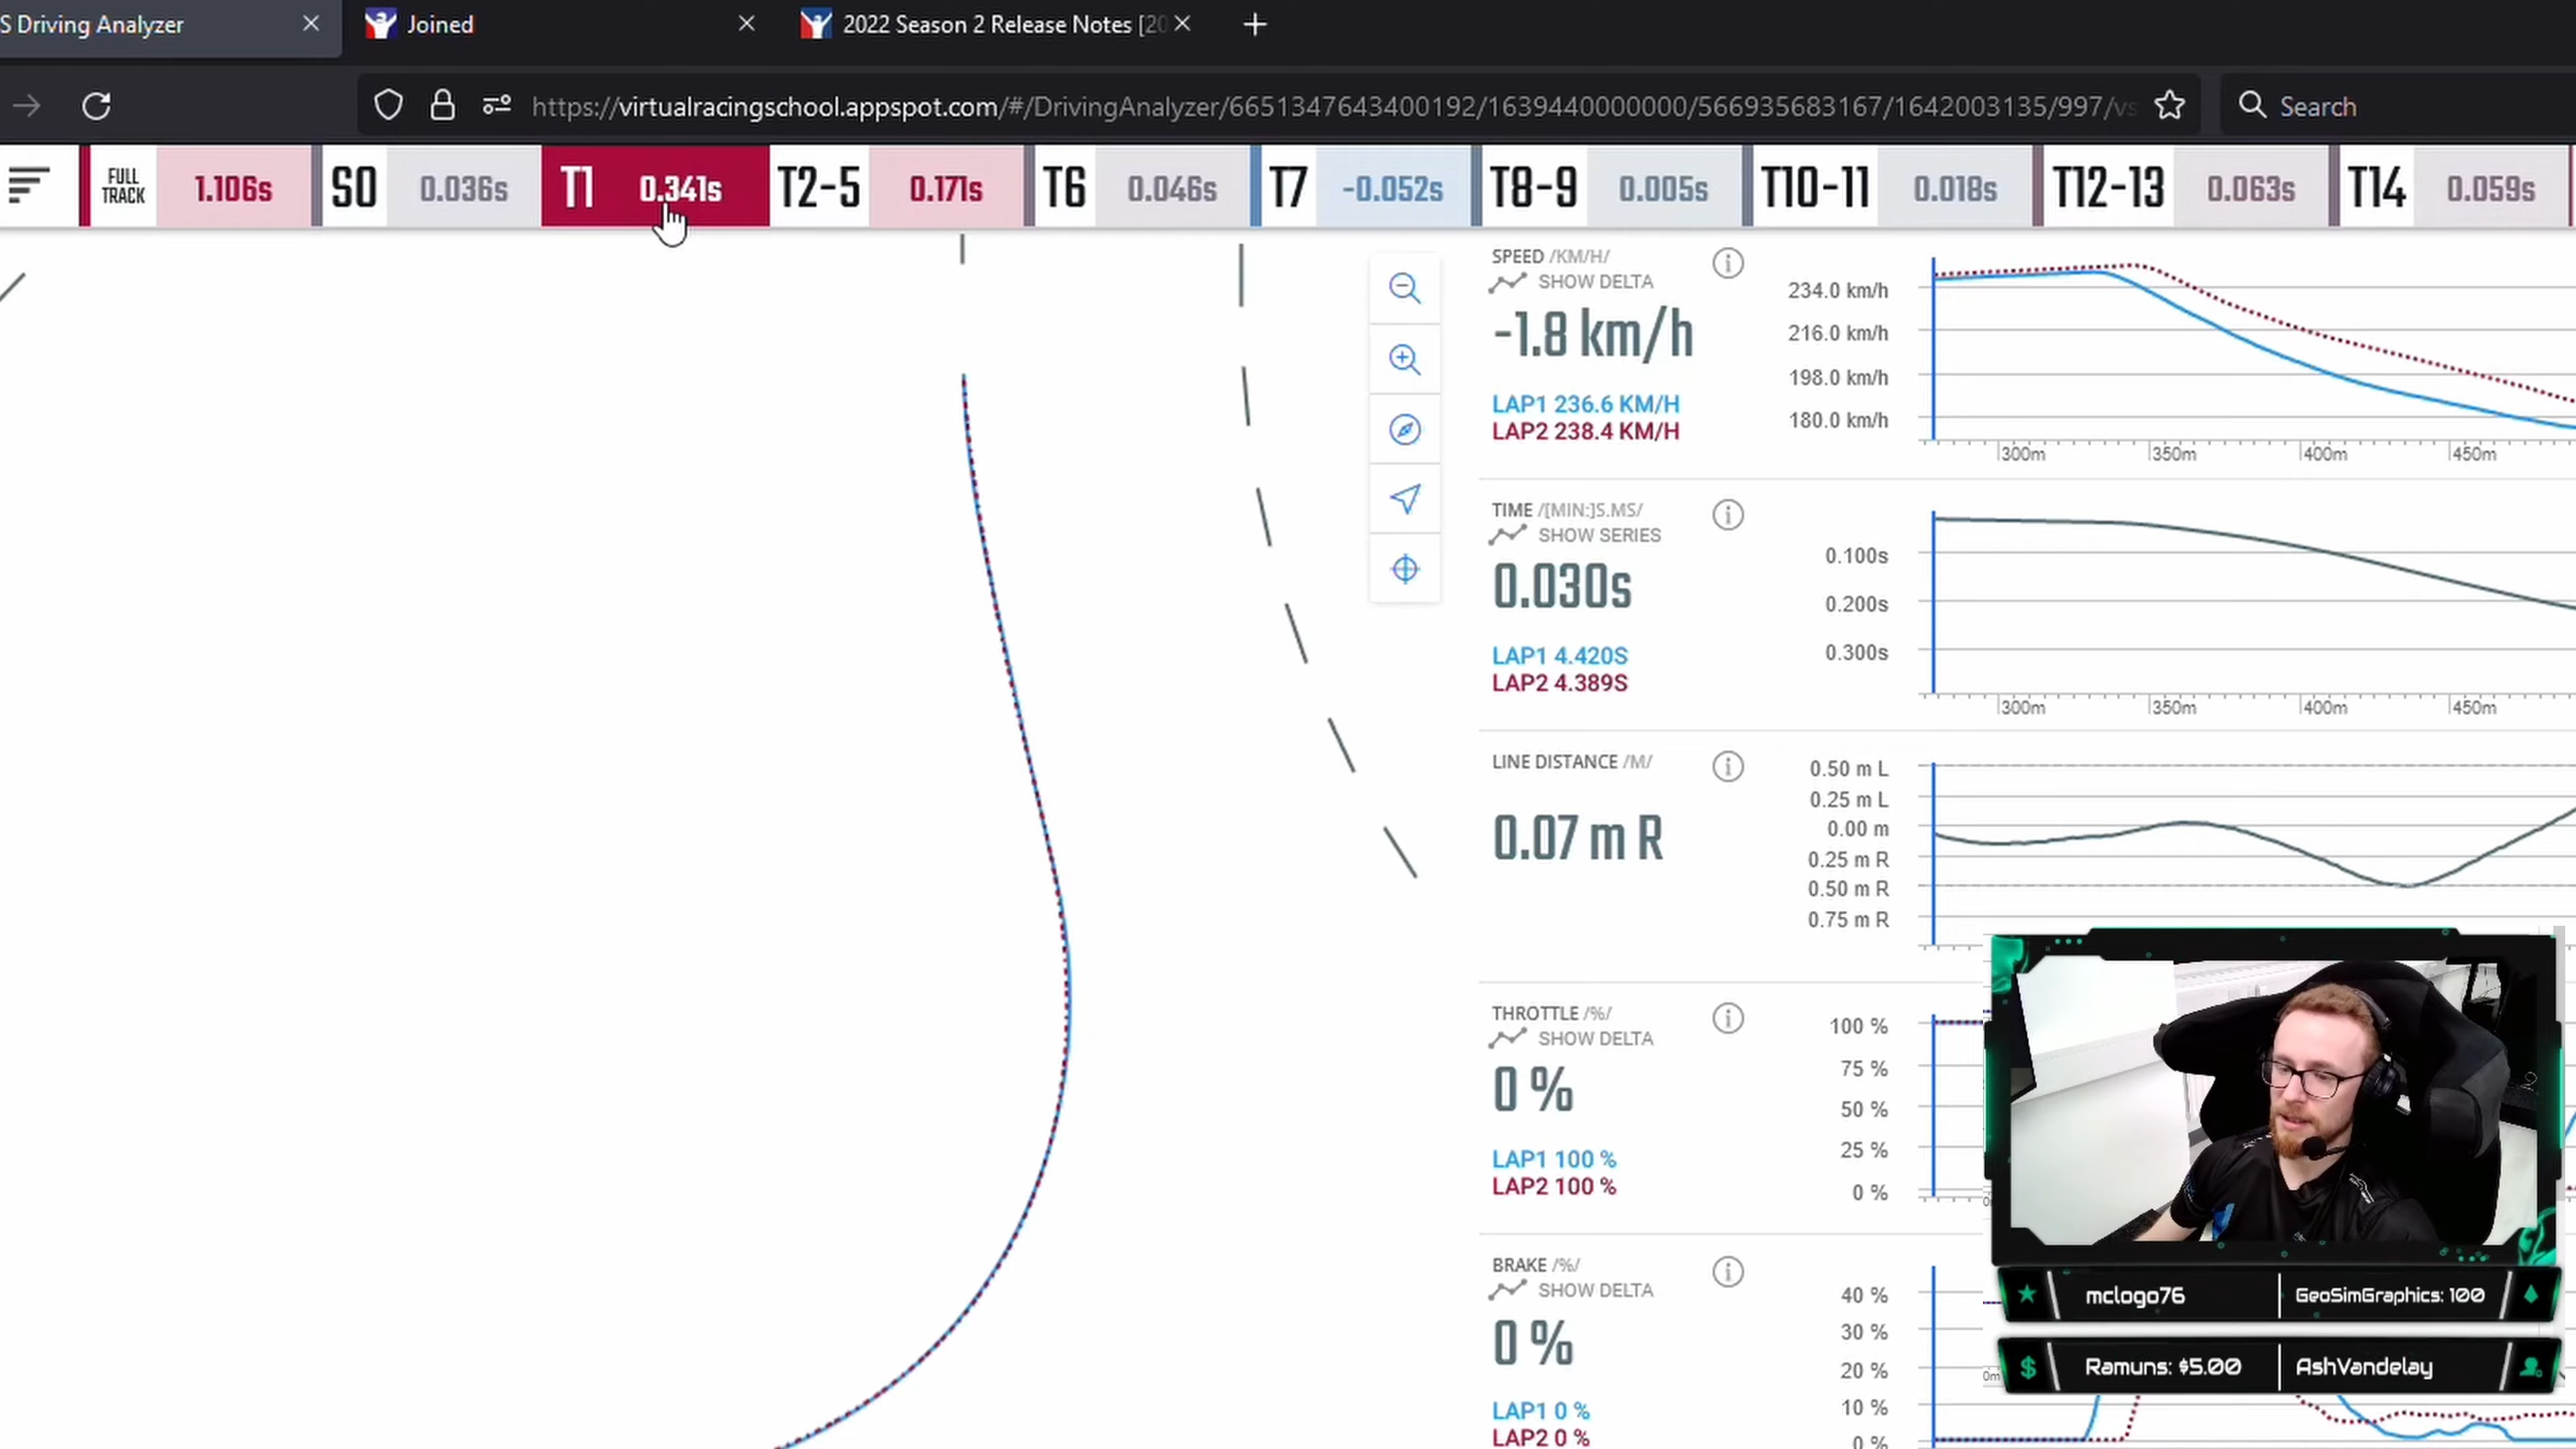 S Driving Analyzer
Joined
2022 Season 2 Release Notes [20
https://virtualracingschool.appspot.com/#/DrivingAnalyzer/6651347643400192/1639440000000/566935683167/1642003135/997/vs
Search
FULL TRACK 1.106s S0 0.036s T1 0.341s T2-5 0.171s T6 0.046s T7 -0.052s T8-9 0.005s T10-11 0.018s T12-13 0.063s T14 0.059s
SPEED /KM/H/
SHOW DELTA
-1.8 km/h
LAP1 236.6 KM/H
LAP2 238.4 KM/H
234.0 km/h
216.0 km/h
198.0 km/h
180.0 km/h
300m 350m 400m 450m
TIME /[MIN:]S.MS/
SHOW SERIES
0.030s
LAP1 4.420S
LAP2 4.389S
0.100s
0.200s
0.300s
300m 350m 400m 450m
LINE DISTANCE /M/
0.07 m R
0.50 m L
0.25 m L
0.00 m
0.25 m R
0.50 m R
0.75 m R
THROTTLE /%/
SHOW DELTA
0 %
LAP1 100 %
LAP2 100 %
100 %
75 %
50 %
25 %
0 %
BRAKE /%/
SHOW DELTA
0 %
LAP1 0 %
LAP2 0 %
40 %
30 %
20 %
10 %
0 %
mclogo76 GeoSimGraphics: 100
Ramuns: $5.00 AshVandelay